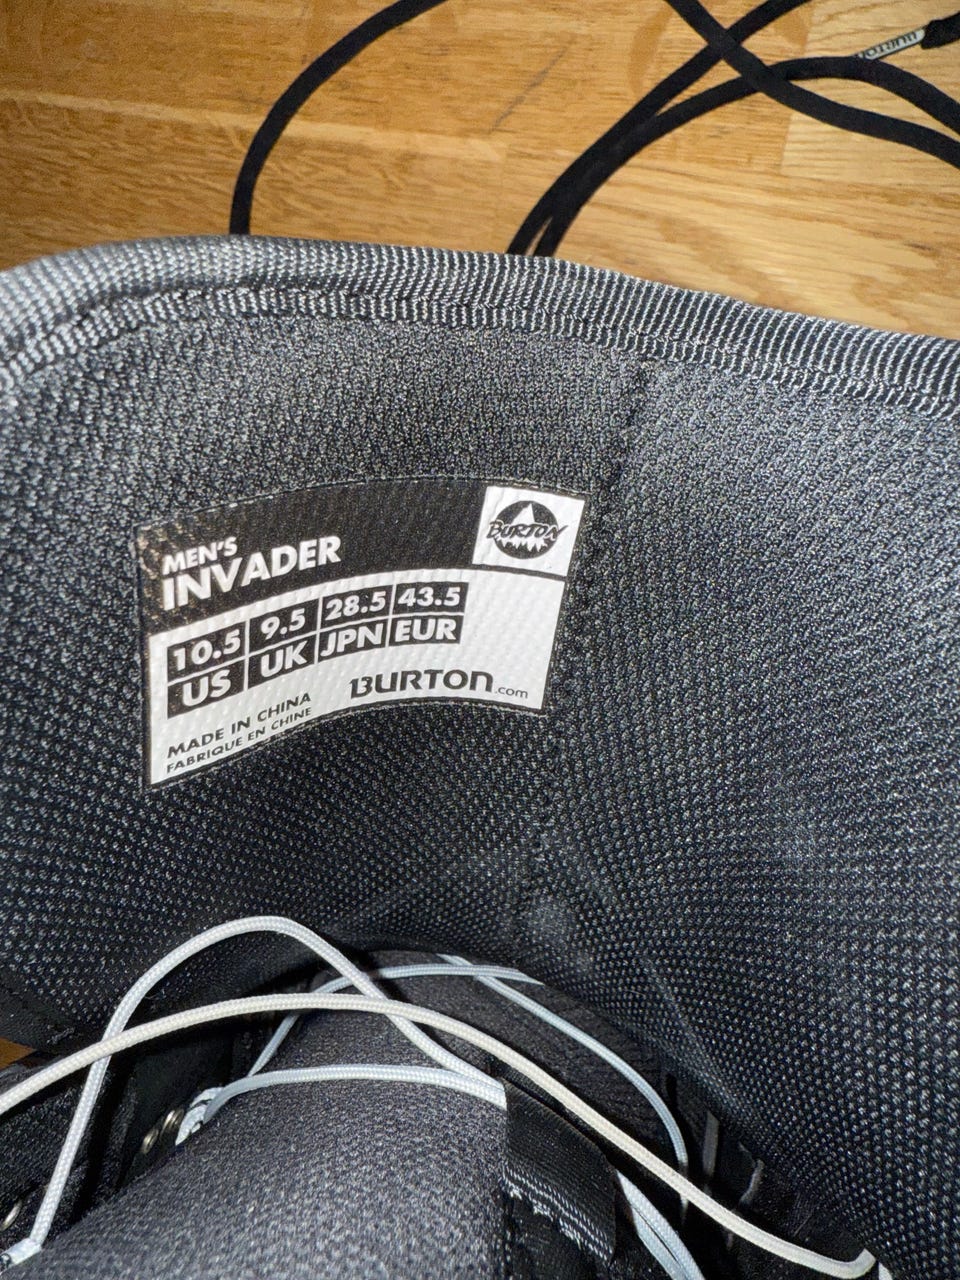 BURTON
MEN'S
INVADER
BURTON
10.5 9.5 28.5 43.5
US UK JPN EUR
BURTON.com
MADE IN CHINA
FABRIQUE EN CHINE